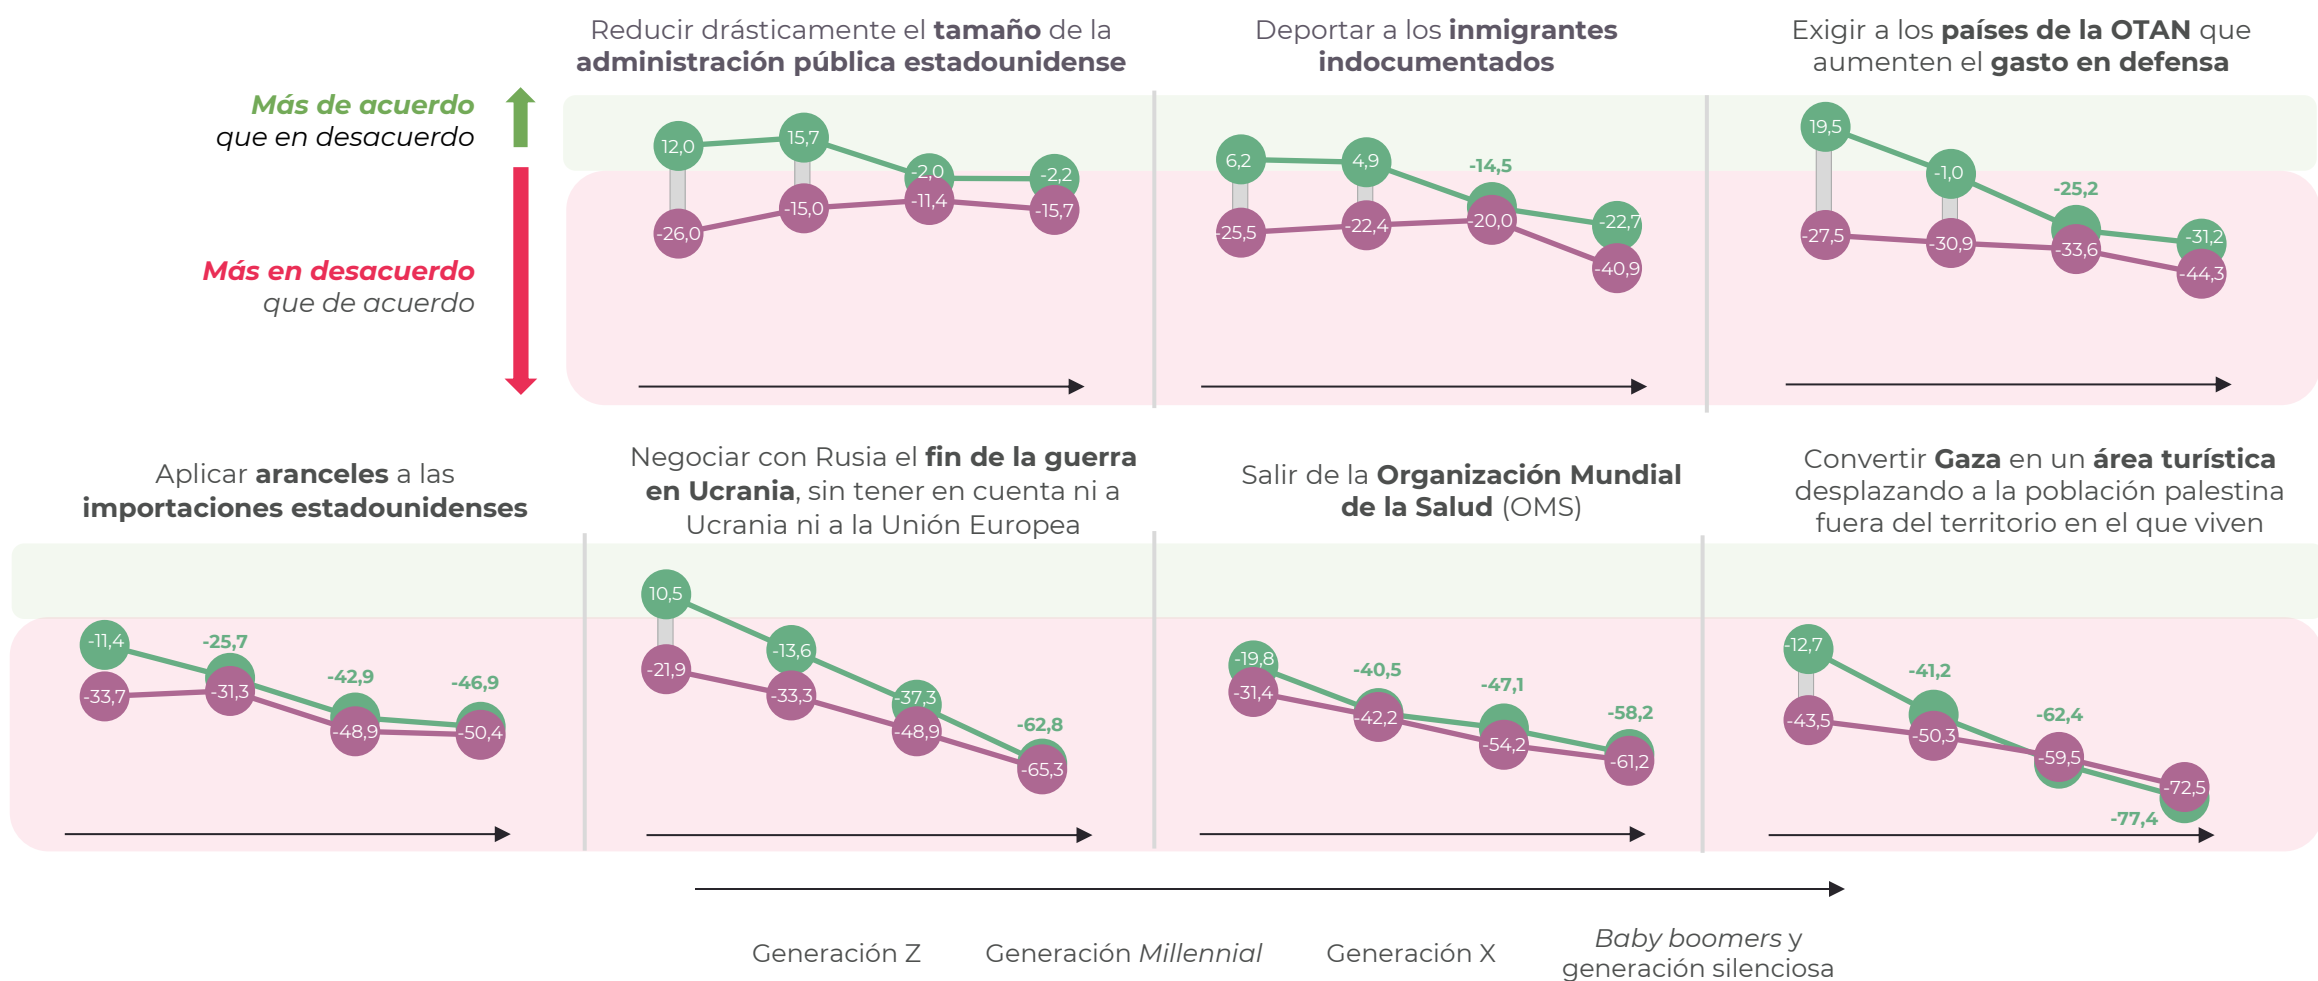 Reducir drásticamente el tamaño de la
administración pública estadounidense
Deportar a los inmigrantes
indocumentados
Exigir a los países de la OTAN que
aumenten el gasto en defensa
Más de acuerdo
que en desacuerdo
Más en desacuerdo
que de acuerdo
12,0
15,7
-2,0
-2,2
-26,0
-15,0
-11,4
-15,7
6,2
4,9
-14,5
-22,7
-25,5
-22,4
-20,0
-40,9
19,5
-1,0
-25,2
-31,2
-27,5
-30,9
-33,6
-44,3
Aplicar aranceles a las
importaciones estadounidenses
Negociar con Rusia el fin de la guerra
en Ucrania, sin tener en cuenta ni a
Ucrania ni a la Unión Europea
Salir de la Organización Mundial
de la Salud (OMS)
Convertir Gaza en un área turística
desplazando a la población palestina
fuera del territorio en el que viven
-11,4
-25,7
-42,9
-46,9
-33,7
-31,3
-48,9
-50,4
10,5
-13,6
-37,3
-62,8
-21,9
-33,3
-48,9
-65,3
-19,8
-40,5
-47,1
-58,2
-31,4
-42,2
-54,2
-61,2
-12,7
-41,2
-62,4
-77,4
-43,5
-50,3
-59,5
-72,5
Generación Z
Generación Millennial
Generación X
Baby boomers y
generación silenciosa